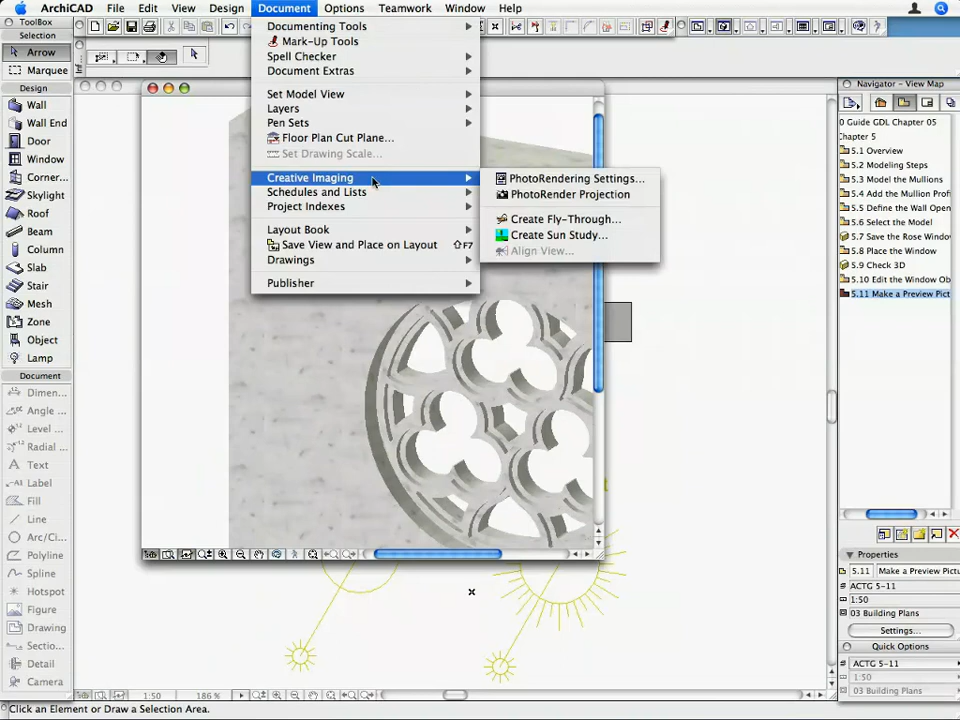 ArchiCAD File Edit View Design Document Options Teamwork Window Help
ToolBox
Selection
Arrow
Marquee
Design
Wall
Wall End
Door
Window
Corner...
Skylight
Roof
Beam
Column
Slab
Stair
Mesh
Zone
Object
Lamp
Document
Dimen...
Angle ...
Level ...
Radial ...
Text
Label
Fill
Line
Arc/Ci...
Polyline
Spline
Hotspot
Figure
Drawing
Sectio...
Detail
Camera
Inf
Documenting Tools
Mark-Up Tools
Spell Checker
Document Extras
Set Model View
Layers
Pen Sets
Floor Plan Cut Plane...
Set Drawing Scale...
Creative Imaging
Schedules and Lists
Project Indexes
Layout Book
Save View and Place on Layout ⇧F7
Drawings
Publisher
PhotoRendering Settings...
PhotoRender Projection
Create Fly-Through...
Create Sun Study...
Align View...
Navigator - View Map
0 Guide GDL Chapter 05
Chapter 5
5.1 Overview
5.2 Modeling Steps
5.3 Model the Mullions
5.4 Add the Mullion Prof
5.5 Define the Wall Open
5.6 Select the Model
5.7 Save the Rose Window
5.8 Place the Window
5.9 Check 3D
5.10 Edit the Window Ob
5.11 Make a Preview Pict
Properties
5.11 Make a Preview Pictu
ACTG 5-11
1:50
03 Building Plans
Settings...
Quick Options
ACTG 5-11
1:50
03 Building Plans
1:50 186 %
Click an Element or Draw a Selection Area.